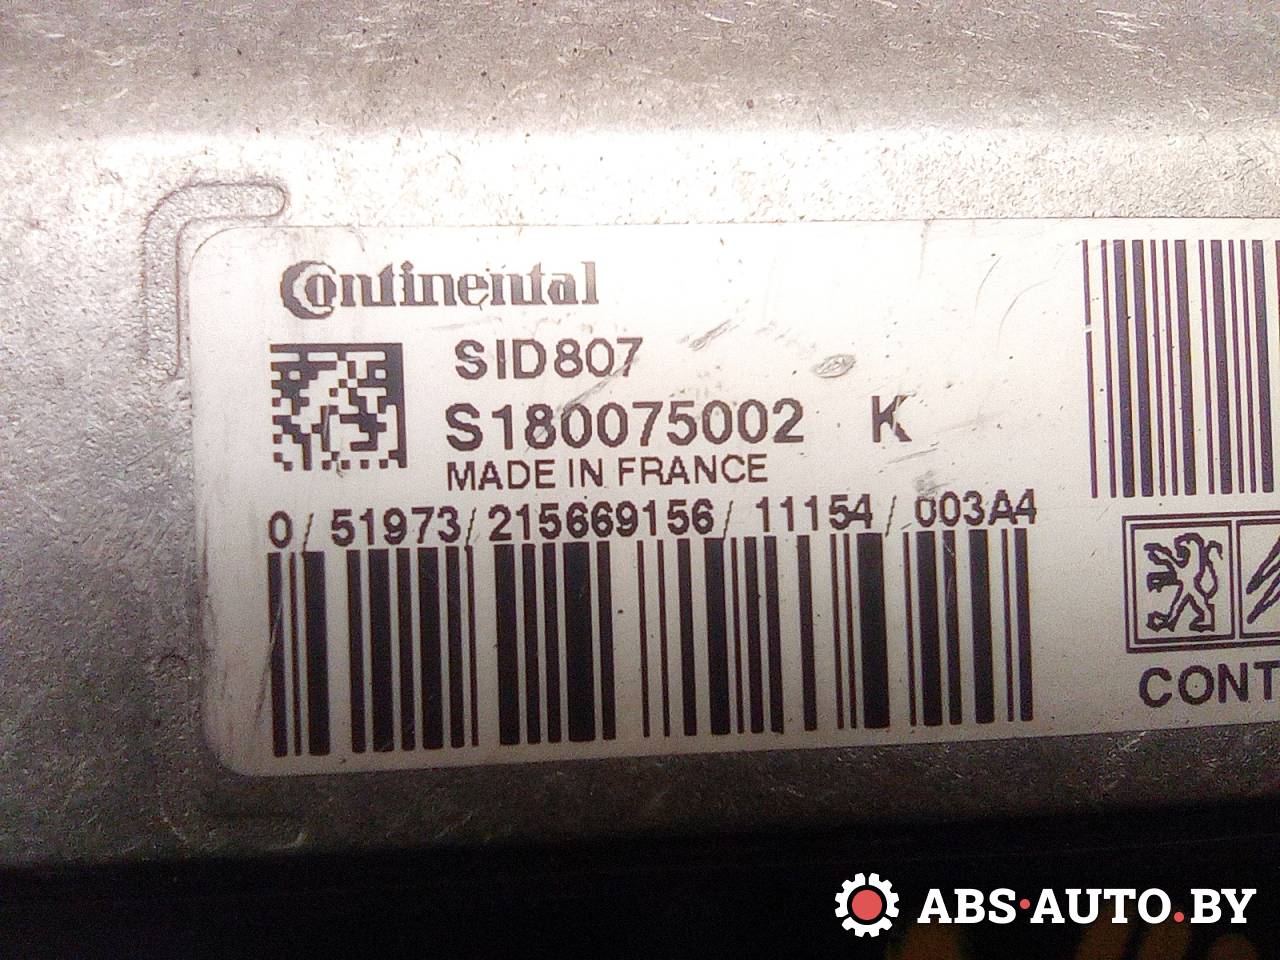 Continental
SID807
S180075002 K
MADE IN FRANCE
0/51973/215669156/11154/003A4
CONT
ABS·AUTO.BY